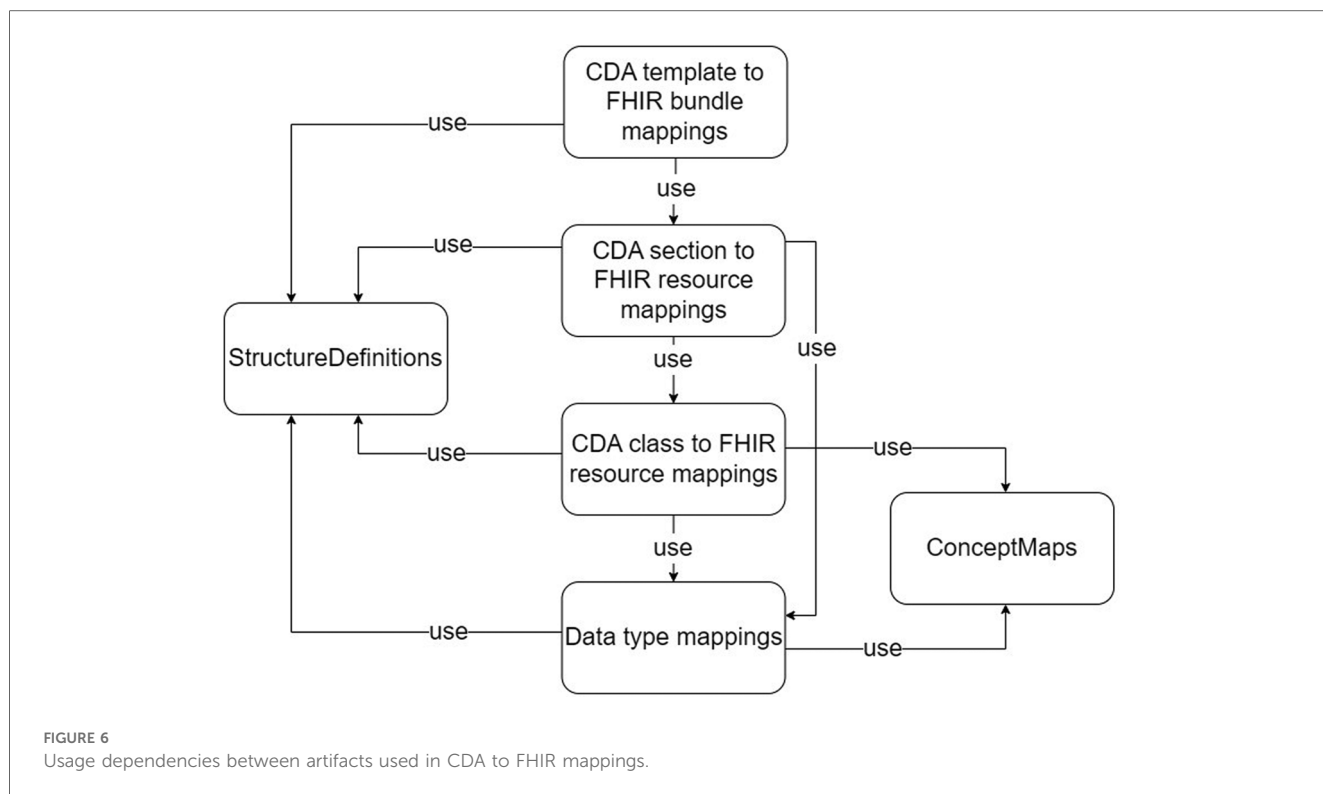 CDA template to
FHIR bundle
mappings
use
use
CDA section to
FHIR resource
mappings
use
use
use
StructureDefinitions
CDA class to FHIR
resource mappings
use
use
use
ConceptMaps
Data type mappings
use
use
FIGURE 6
Usage dependencies between artifacts used in CDA to FHIR mappings.